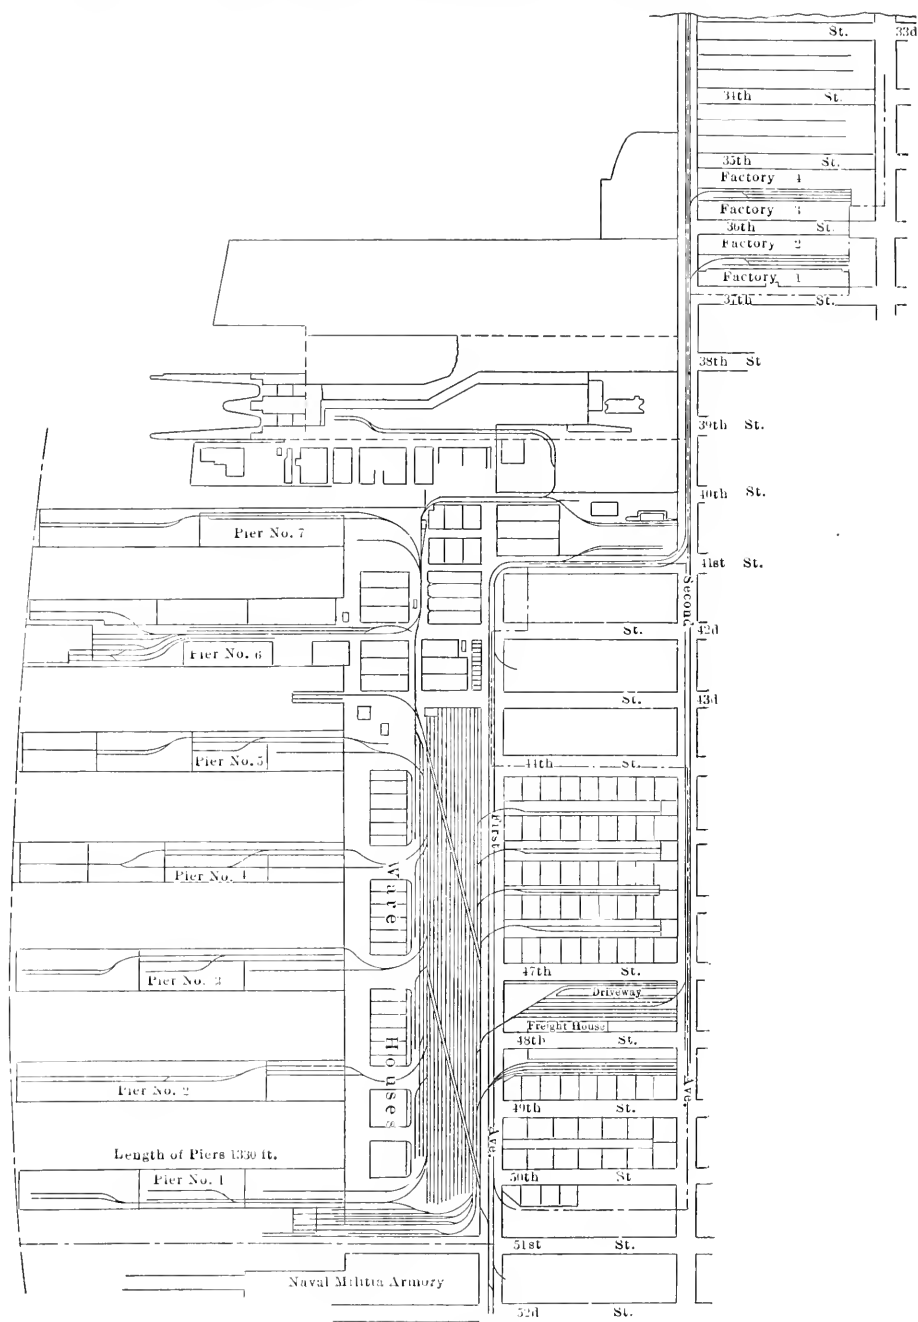 St. 33d
34th St.
35th St.
Factory 4
Factory 3
36th St.
Factory 2
Factory 1
37th St.
38th St
39th St.
40th St.
Pier No. 7
41st St.
Second
St. 42d
Pier No. 6
St. 43d
Pier No. 5
44th St.
First
Pier No. 4
Ware Houses
47th St.
Pier No. 3
Driveway
Freight House
48th St.
Pier No. 2
Ave.
49th St.
Ave.
Length of Piers 1330 ft.
50th St
Pier No. 1
51st St.
Naval Militia Armory
52d St.